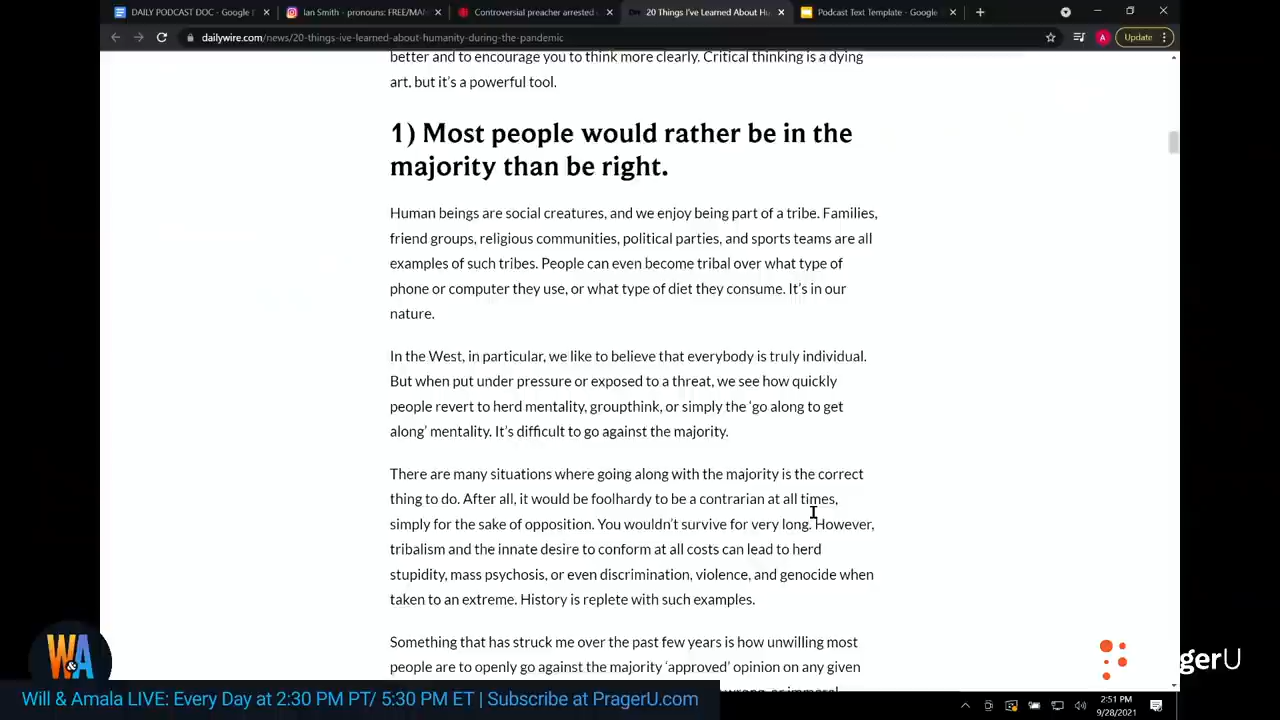 DAILY PODCAST DOC - Google
Ian Smith - pronouns: FREE/MAN
Controversial preacher arrested
20 Things I've Learned About Hu
Podcast Text Template - Google
dailywire.com/news/20-things-ive-learned-about-humanity-during-the-pandemic
A
Update
better and to encourage you to think more clearly. Critical thinking is a dying
art, but it's a powerful tool.
1) Most people would rather be in the
majority than be right.
Human beings are social creatures, and we enjoy being part of a tribe. Families,
friend groups, religious communities, political parties, and sports teams are all
examples of such tribes. People can even become tribal over what type of
phone or computer they use, or what type of diet they consume. It's in our
nature.
In the West, in particular, we like to believe that everybody is truly individual.
But when put under pressure or exposed to a threat, we see how quickly
people revert to herd mentality, groupthink, or simply the 'go along to get
along' mentality. It's difficult to go against the majority.
There are many situations where going along with the majority is the correct
thing to do. After all, it would be foolhardy to be a contrarian at all times,
simply for the sake of opposition. You wouldn't survive for very long. However,
tribalism and the innate desire to conform at all costs can lead to herd
stupidity, mass psychosis, or even discrimination, violence, and genocide when
taken to an extreme. History is replete with such examples.
Something that has struck me over the past few years is how unwilling most
people are to openly go against the majority 'approved' opinion on any given
W&A
gerU
Will & Amala LIVE: Every Day at 2:30 PM PT/ 5:30 PM ET | Subscribe at PragerU.com
2:51 PM
9/28/2021